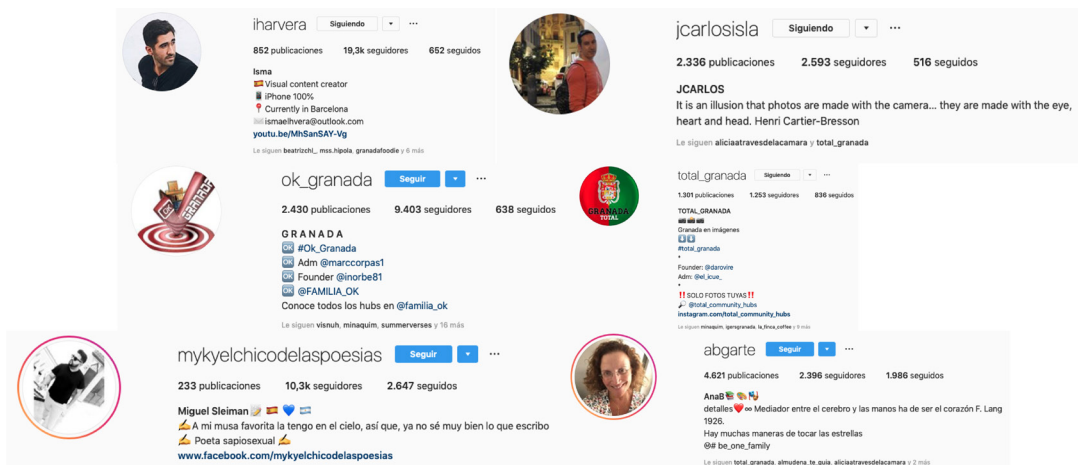 iharvera Siguiendo
852 publicaciones 19,3k seguidores 652 seguidos
Isma
Visual content creator
iPhone 100%
Currently in Barcelona
ismaelhvera@outlook.com
youtu.be/MhSanSAY-Vg
Le siguen beatrizchl_, mss.hipola, granadafoodie y 6 más
jcarlosisla Siguiendo
2.336 publicaciones 2.593 seguidores 516 seguidos
JCARLOS
It is an illusion that photos are made with the camera... they are made with the eye,
heart and head. Henri Cartier-Bresson
Le siguen aliciaatravesdelacamara y total_granada
GRANADA
ok_granada Seguir
2.430 publicaciones 9.403 seguidores 638 seguidos
G R A N A D A
OK #Ok_Granada
OK Adm @marccorpas1
OK Founder @inorbe81
OK @FAMILIA_OK
Conoce todos los hubs en @familia_ok
Le siguen visnuh, minaquim, summerverses y 16 más
GRANADA
TOTAL
total_granada Siguiendo
1.301 publicaciones 1.253 seguidores 836 seguidos
TOTAL_GRANADA
Granada en imágenes
#total_granada
*
Founder: @darovire
Adm: @el_icue_
*
‼️SOLO FOTOS TUYAS‼️
@total_community_hubs
instagram.com/total_community_hubs
Le siguen minaquim, igersgranada, la_finca_coffee y 9 más
mykyelchicodelaspoesias Seguir
233 publicaciones 10,3k seguidores 2.647 seguidos
Miguel Sleiman
A mi musa favorita la tengo en el cielo, así que, ya no sé muy bien lo que escribo
Poeta sapiosexual
www.facebook.com/mykyelchicodelaspoesias
abgarte Seguir
4.621 publicaciones 2.396 seguidores 1.986 seguidos
AnaB
detalles ∞ Mediador entre el cerebro y las manos ha de ser el corazón F. Lang
1926.
Hay muchas maneras de tocar las estrellas
# be_one_family
Le siguen total_granada, almudena_te_guia, aliciaatravesdelacamara y 2 más